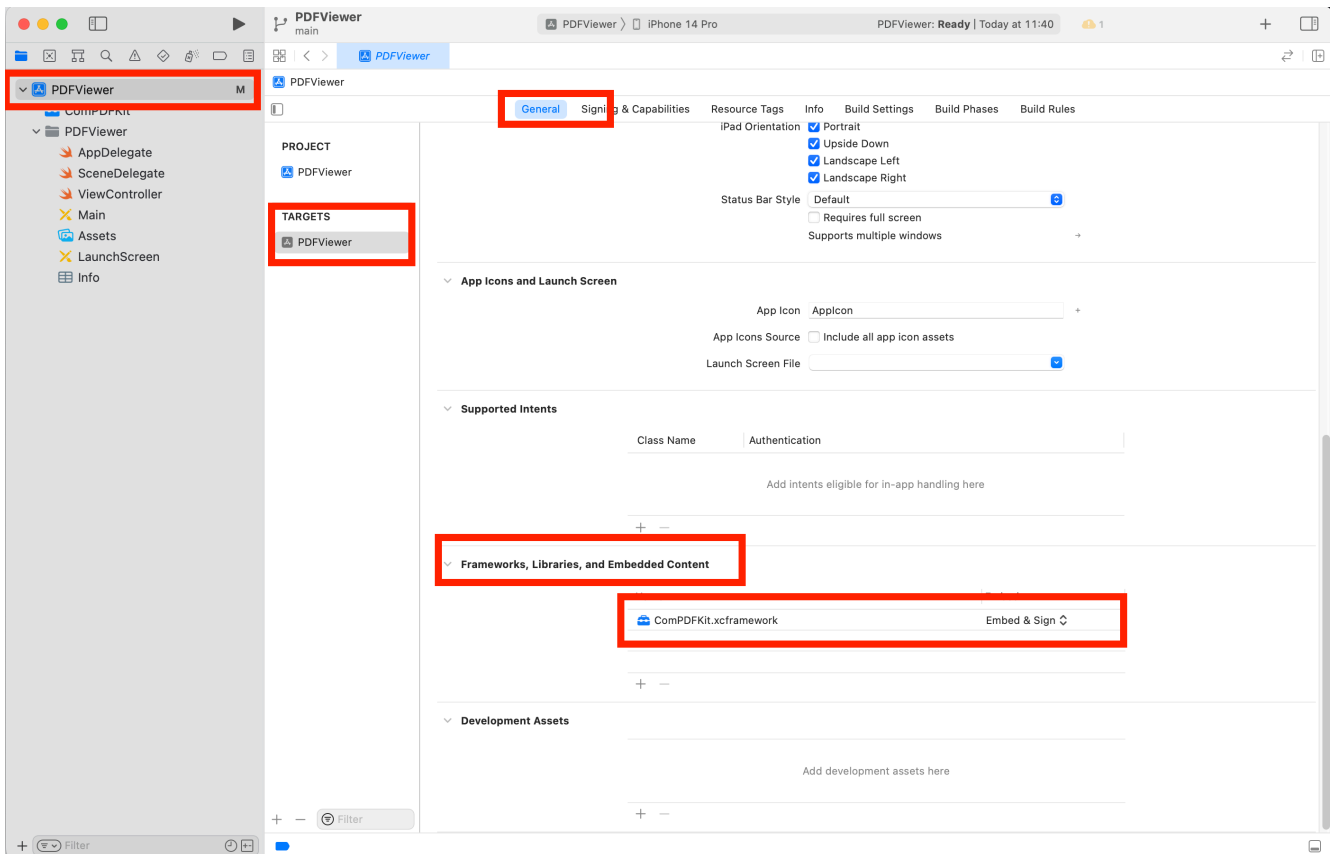 PDFViewer
main
PDFViewer 〉 iPhone 14 Pro
PDFViewer: Ready | Today at 11:40
1
PDFViewer
M
ComPDFKit
PDFViewer
AppDelegate
SceneDelegate
ViewController
Main
Assets
LaunchScreen
Info
Filter
PDFViewer
PDFViewer
General
Signing & Capabilities
Resource Tags
Info
Build Settings
Build Phases
Build Rules
PROJECT
PDFViewer
TARGETS
PDFViewer
Filter
iPad Orientation
Portrait
Upside Down
Landscape Left
Landscape Right
Status Bar Style
Default
Requires full screen
Supports multiple windows
App Icons and Launch Screen
App Icon
AppIcon
App Icons Source
Include all app icon assets
Launch Screen File
Supported Intents
Class Name
Authentication
Add intents eligible for in-app handling here
Frameworks, Libraries, and Embedded Content
ComPDFKit.xcframework
Embed & Sign
Development Assets
Add development assets here